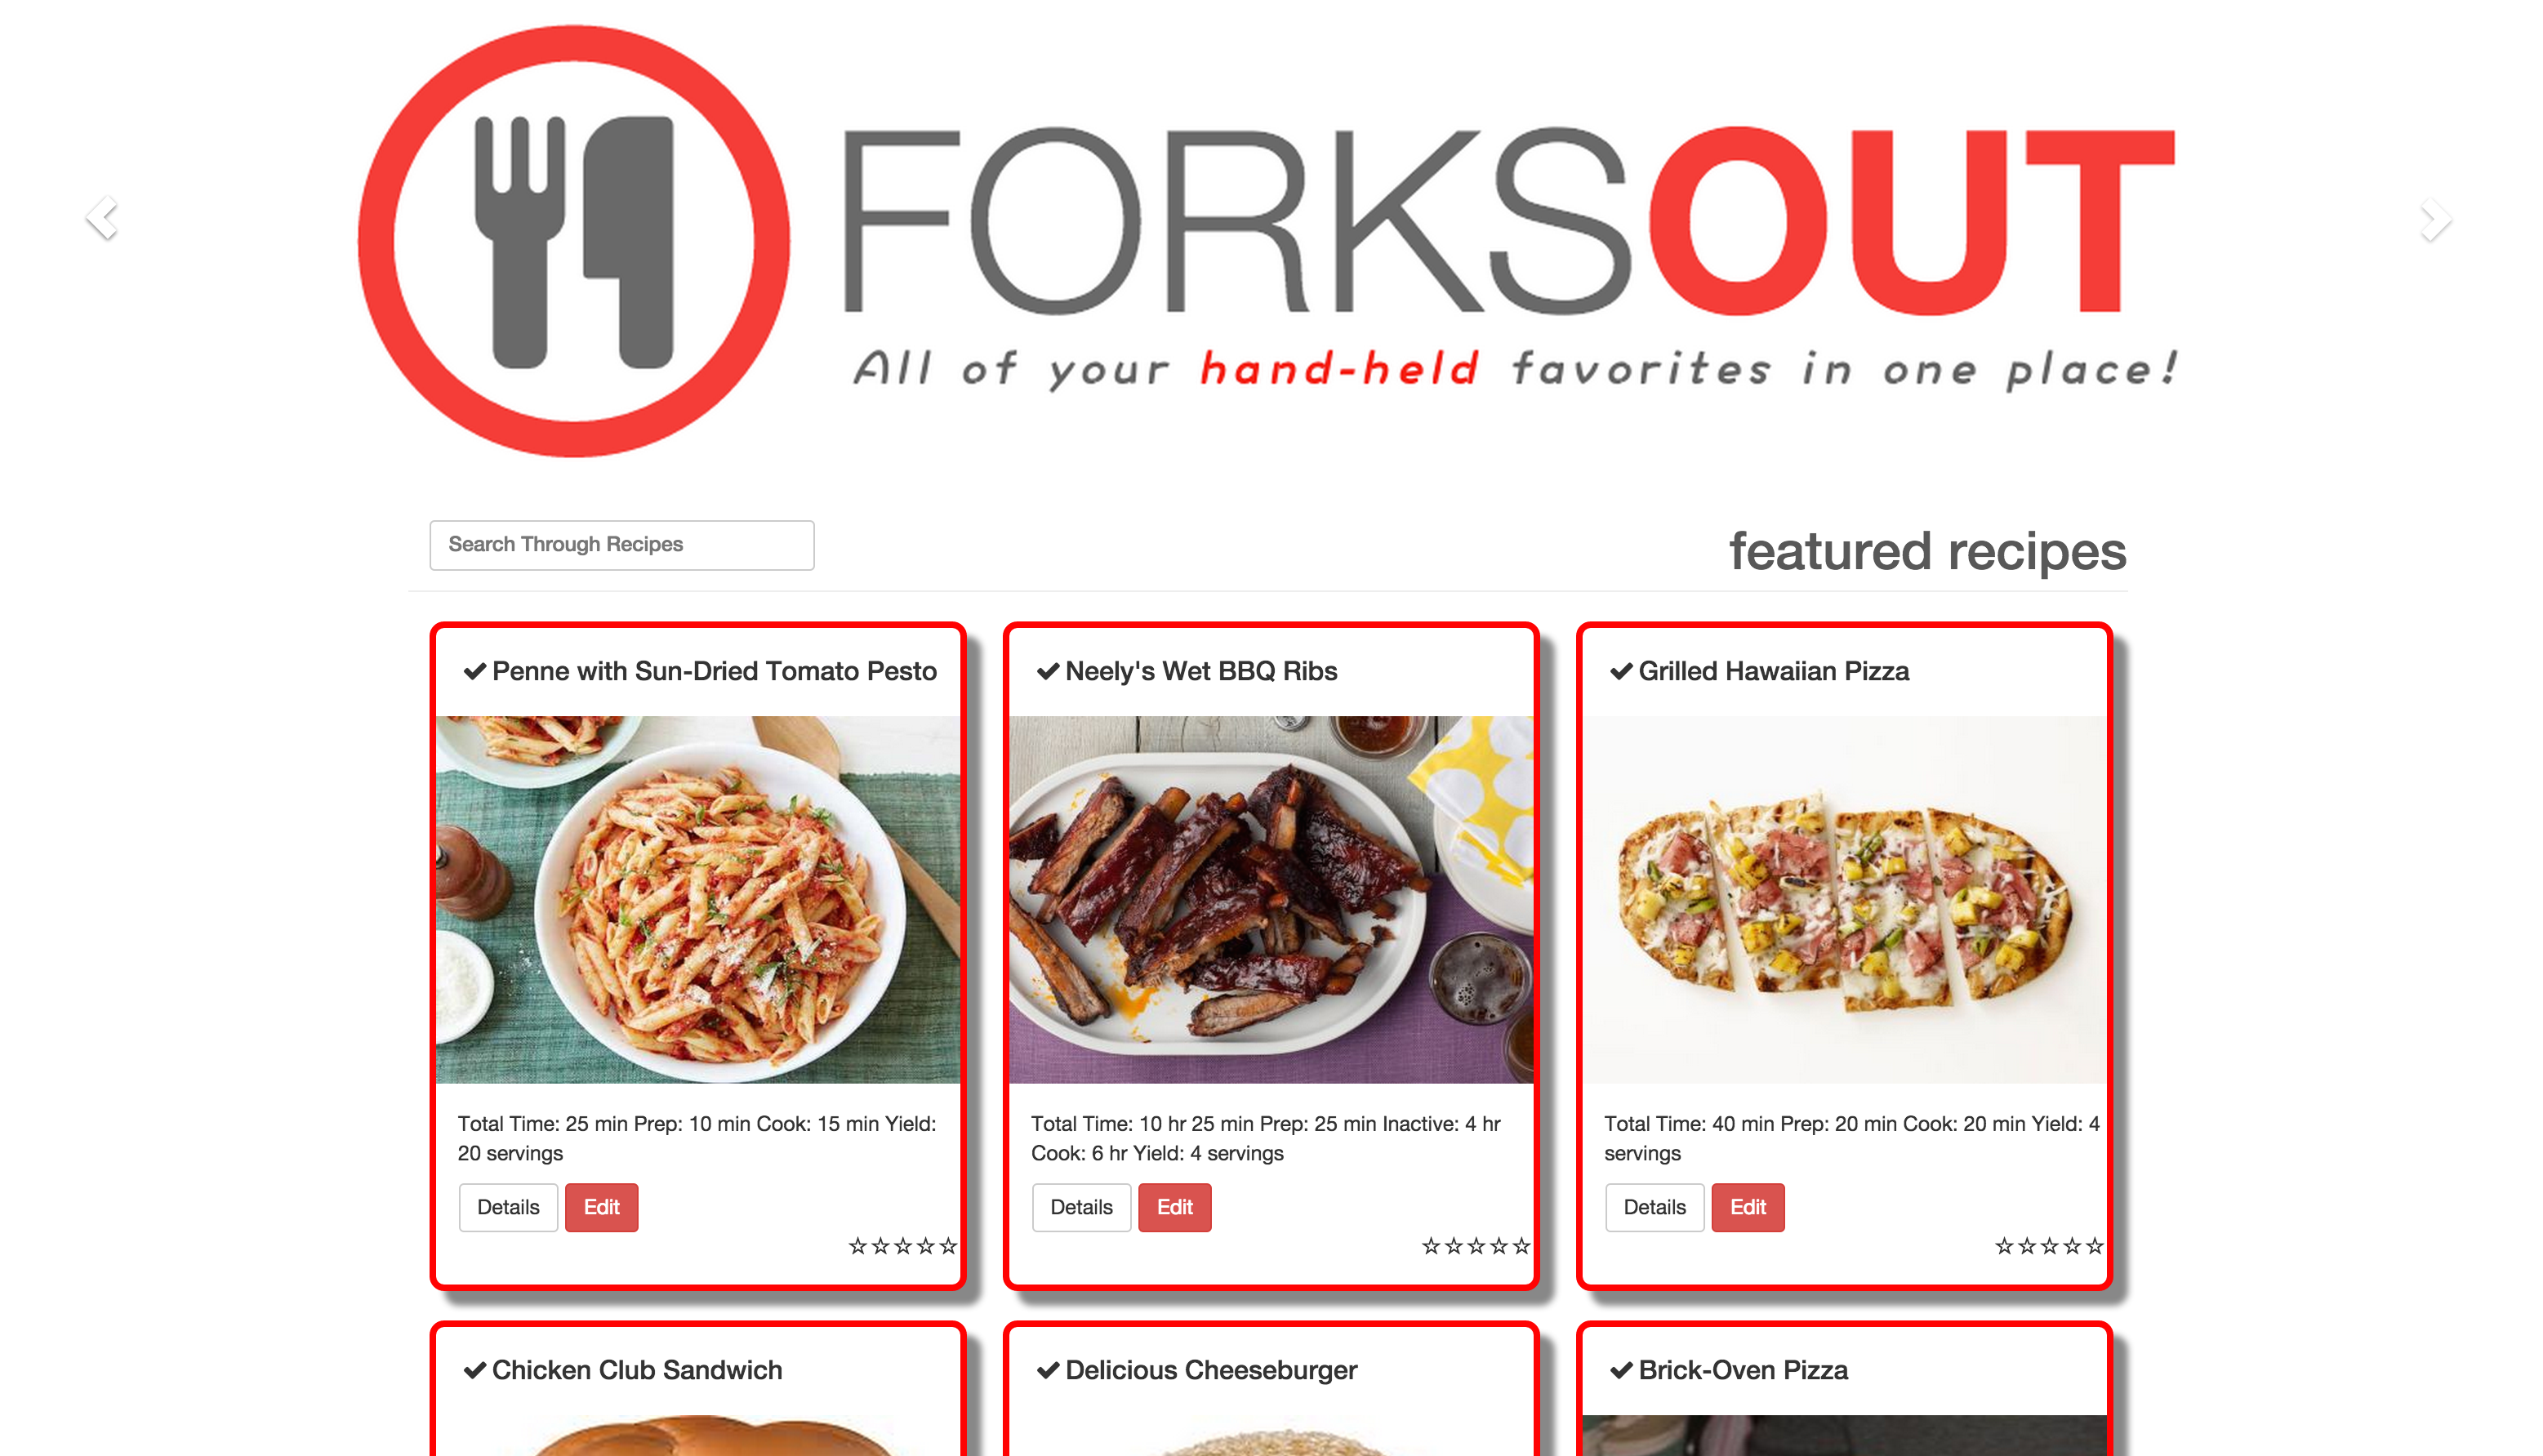 FORKSOUT
All of your hand-held favorites in one place!
Search Through Recipes
featured recipes
Penne with Sun-Dried Tomato Pesto
Total Time: 25 min Prep: 10 min Cook: 15 min Yield:
20 servings
Details Edit
Neely's Wet BBQ Ribs
Total Time: 10 hr 25 min Prep: 25 min Inactive: 4 hr
Cook: 6 hr Yield: 4 servings
Details Edit
Grilled Hawaiian Pizza
Total Time: 40 min Prep: 20 min Cook: 20 min Yield: 4
servings
Details Edit
Chicken Club Sandwich
Delicious Cheeseburger
Brick-Oven Pizza